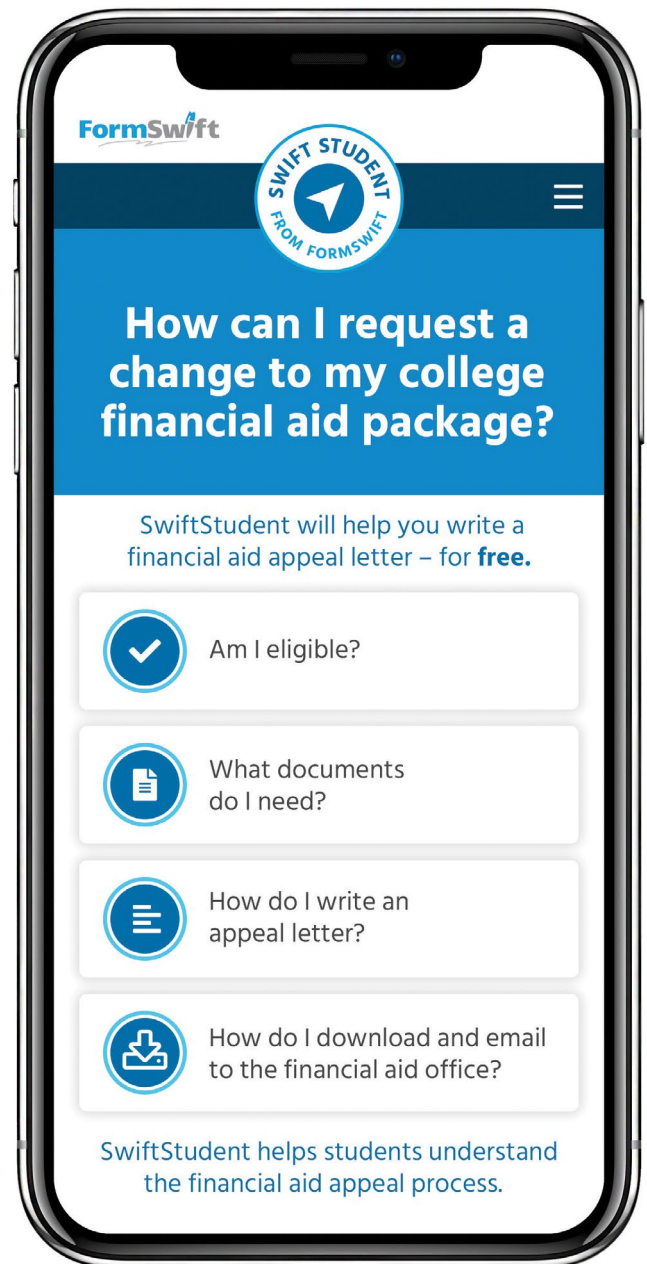 FormSwift
SWIFT STUDENT
FROM FORMSWIFT
How can I request a
change to my college
financial aid package?
SwiftStudent will help you write a
financial aid appeal letter – for free.
Am I eligible?
What documents
do I need?
How do I write an
appeal letter?
How do I download and email
to the financial aid office?
SwiftStudent helps students understand
the financial aid appeal process.